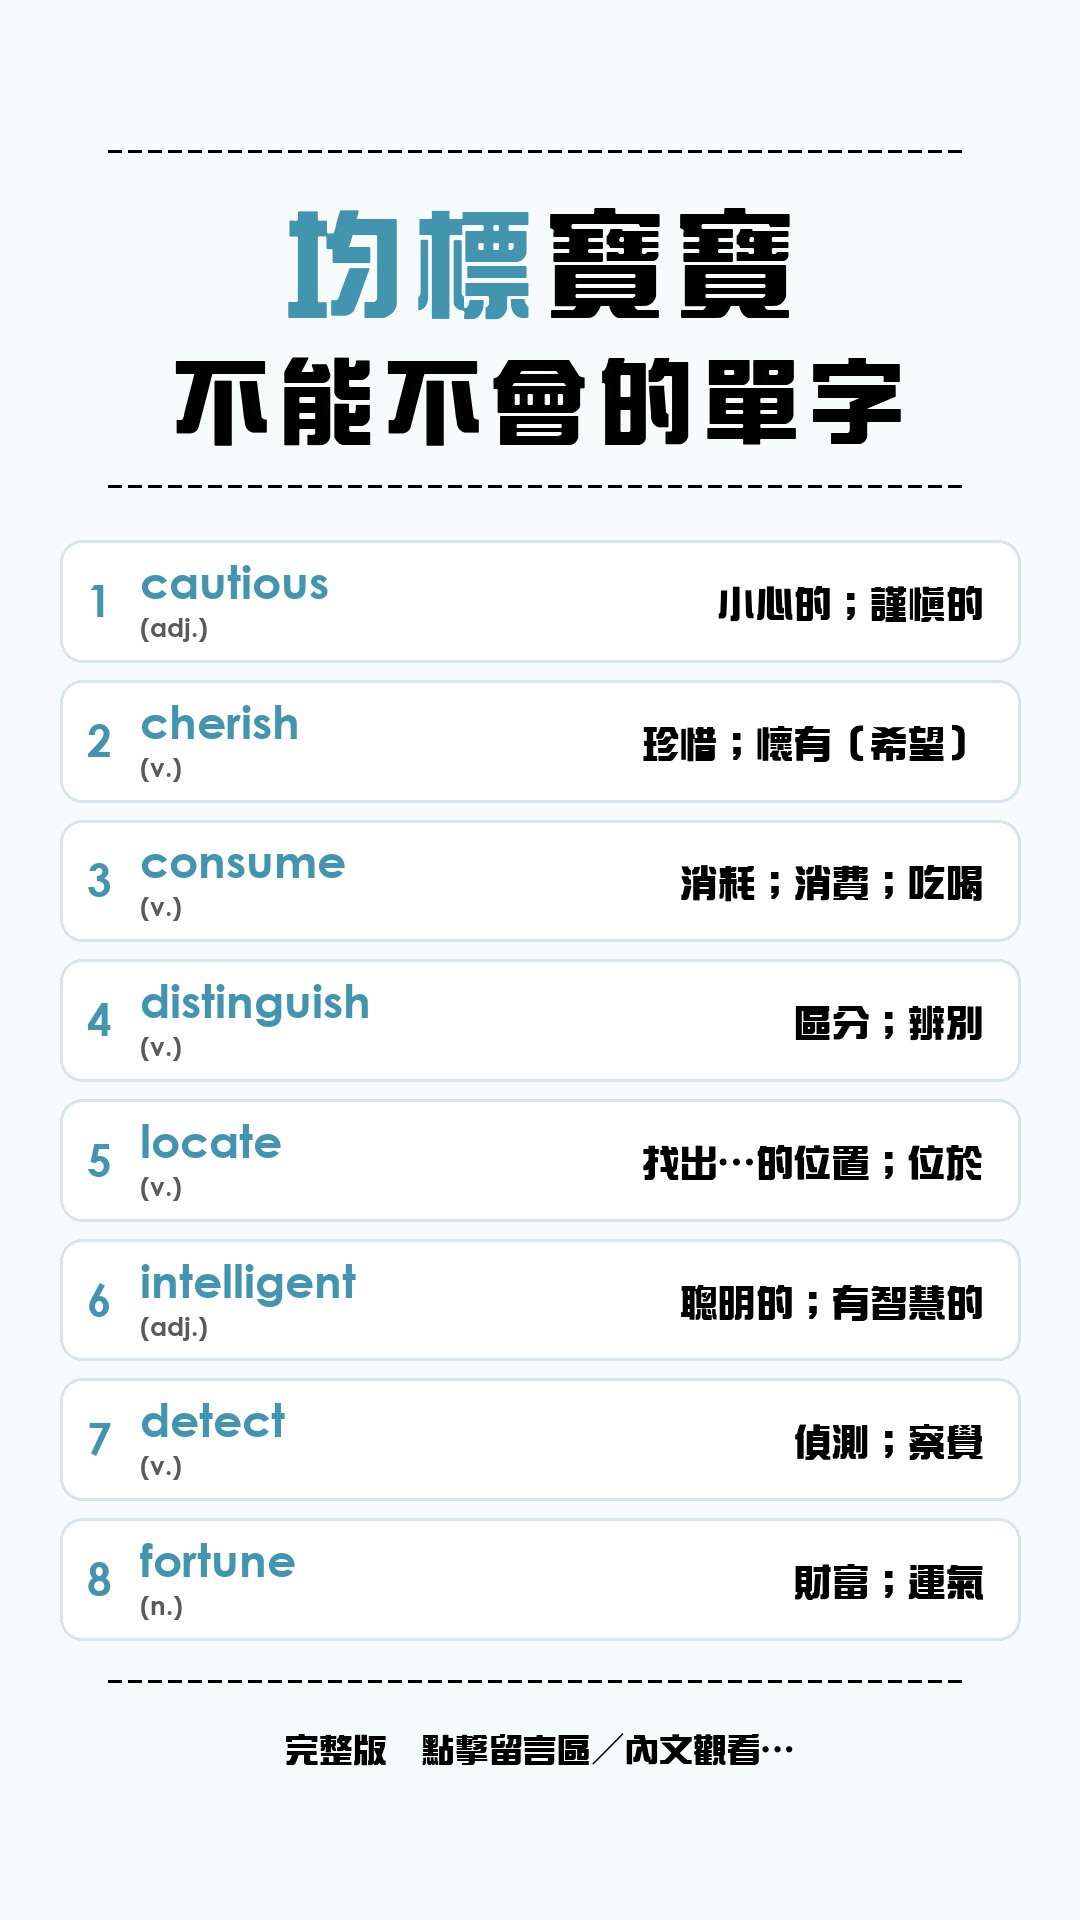 均標寶寶
不能不會的單字
1 cautious 小心的；謹慎的
(adj.)
2 cherish 珍惜；懷有（希望）
(v.)
3 consume 消耗；消費；吃喝
(v.)
4 distinguish 區分；辨別
(v.)
5 locate 找出…的位置；位於
(v.)
6 intelligent 聰明的；有智慧的
(adj.)
7 detect 偵測；察覺
(v.)
8 fortune 財富；運氣
(n.)
完整版　點擊留言區／內文觀看…